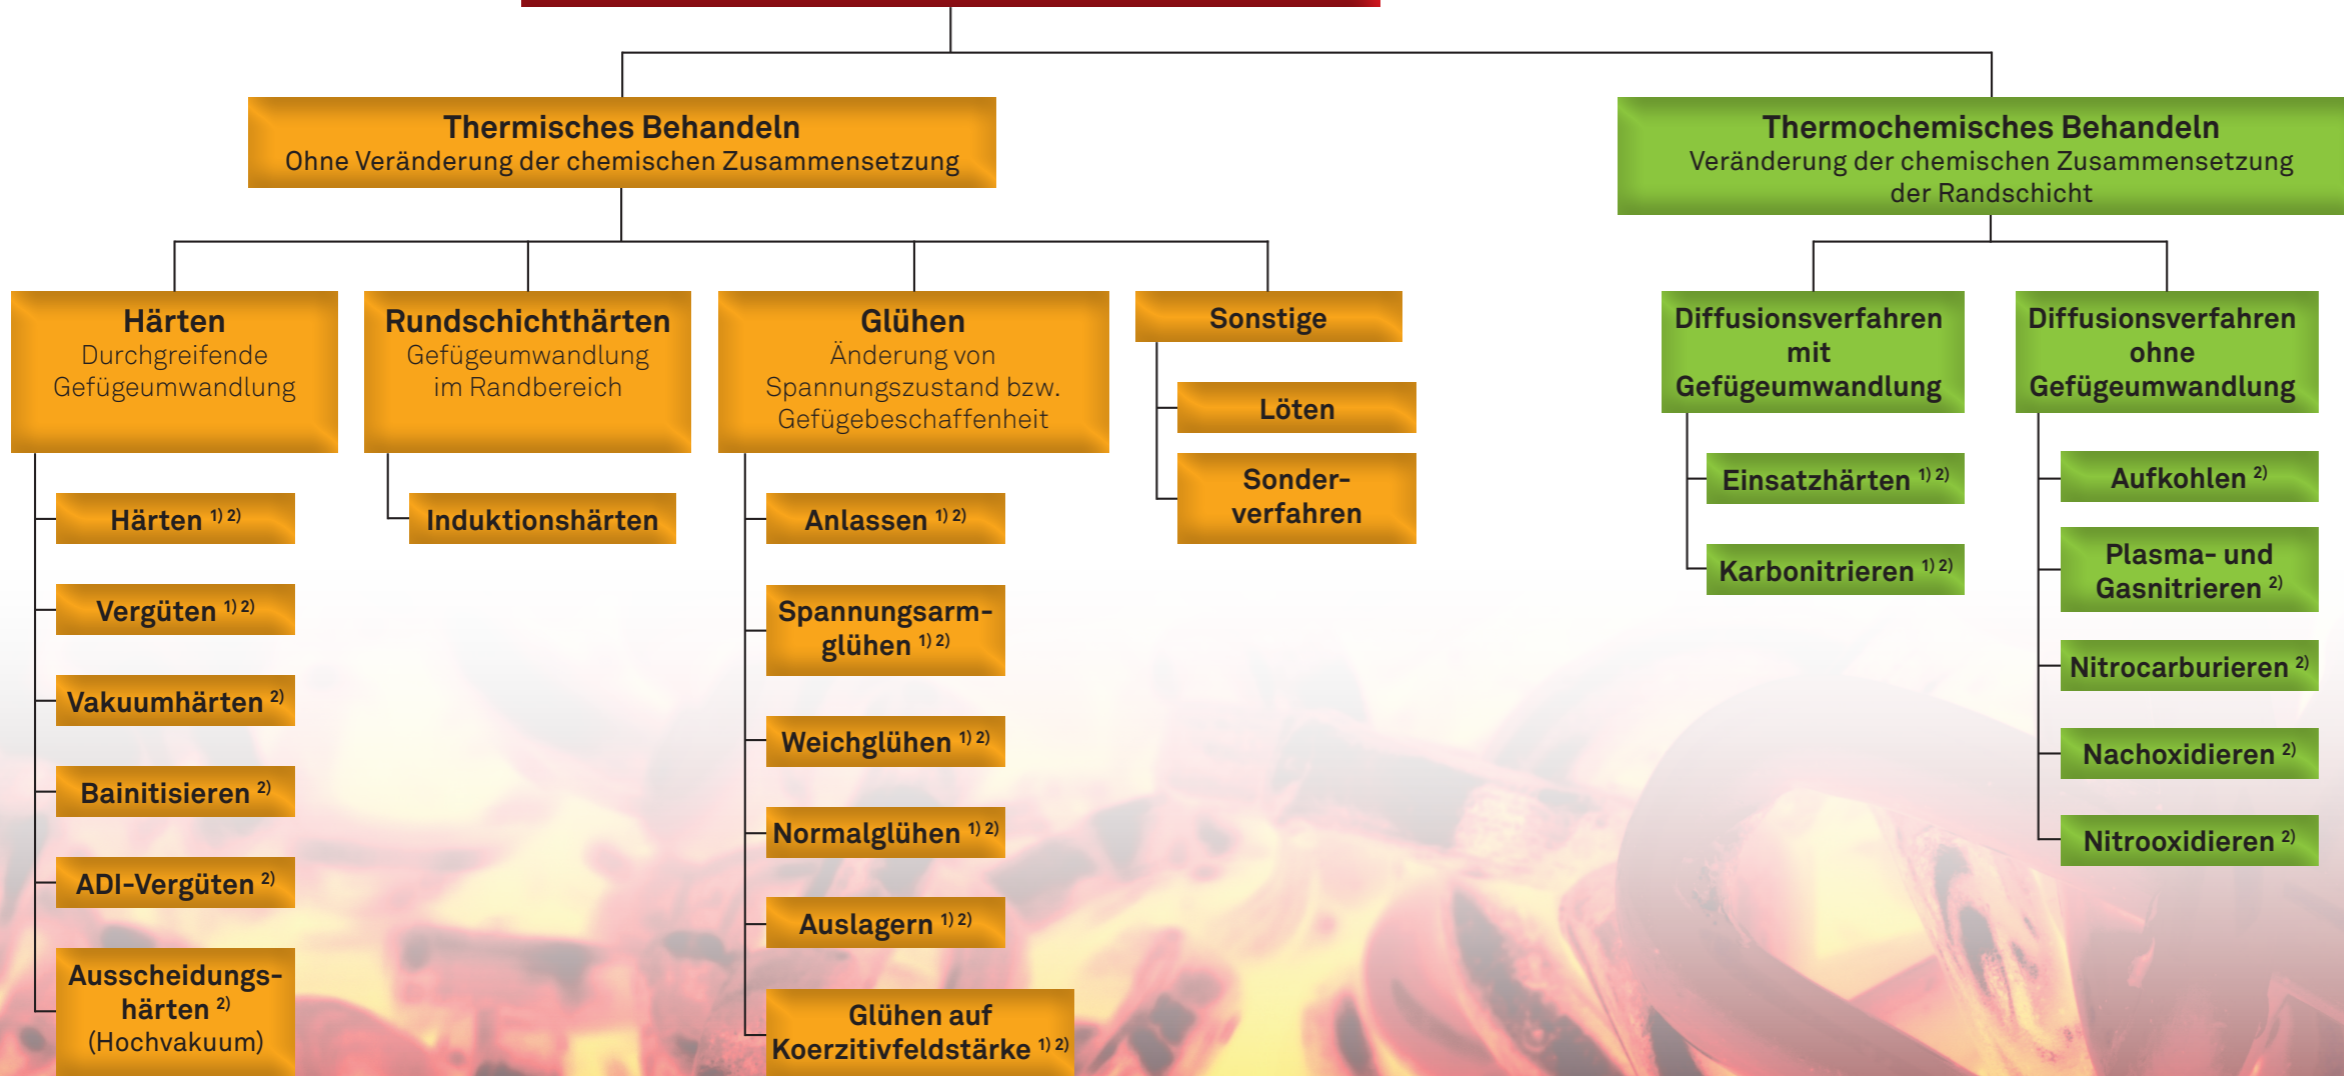 Thermisches Behandeln
Ohne Veränderung der chemischen Zusammensetzung
Thermochemisches Behandeln
Veränderung der chemischen Zusammensetzung
der Randschicht
Härten
Durchgreifende
Gefügeumwandlung
Rundschichthärten
Gefügeumwandlung
im Randbereich
Glühen
Änderung von
Spannungszustand bzw.
Gefügebeschaffenheit
Sonstige
Diffusionsverfahren
mit
Gefügeumwandlung
Diffusionsverfahren
ohne
Gefügeumwandlung
Härten 1) 2)
Vergüten 1) 2)
Vakuumhärten 2)
Bainitisieren 2)
ADI-Vergüten 2)
Ausscheidungs-
härten 2)
(Hochvakuum)
Induktionshärten
Anlassen 1) 2)
Spannungsarm-
glühen 1) 2)
Weichglühen 1) 2)
Normalglühen 1) 2)
Auslagern 1) 2)
Glühen auf
Koerzitivfeldstärke 1) 2)
Löten
Sonder-
verfahren
Einsatzhärten 1) 2)
Karbonitrieren 1) 2)
Aufkohlen 2)
Plasma- und
Gasnitrieren 2)
Nitrocarburieren 2)
Nachoxidieren 2)
Nitrooxidieren 2)